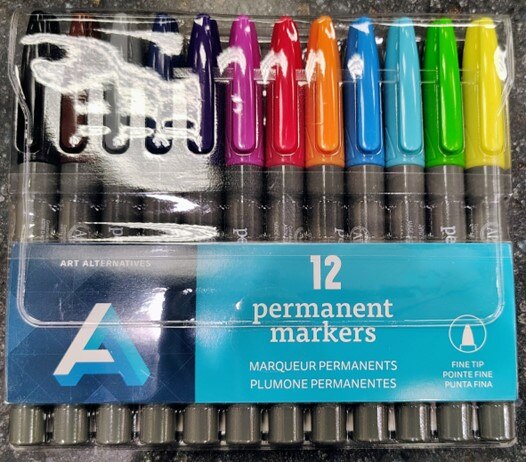 ART ALTERNATIVES
A
12
permanent
markers
MARQUEUR PERMANENTS
PLUMONE PERMANENTES
FINE TIP
POINTE FINE
PUNTA FINA